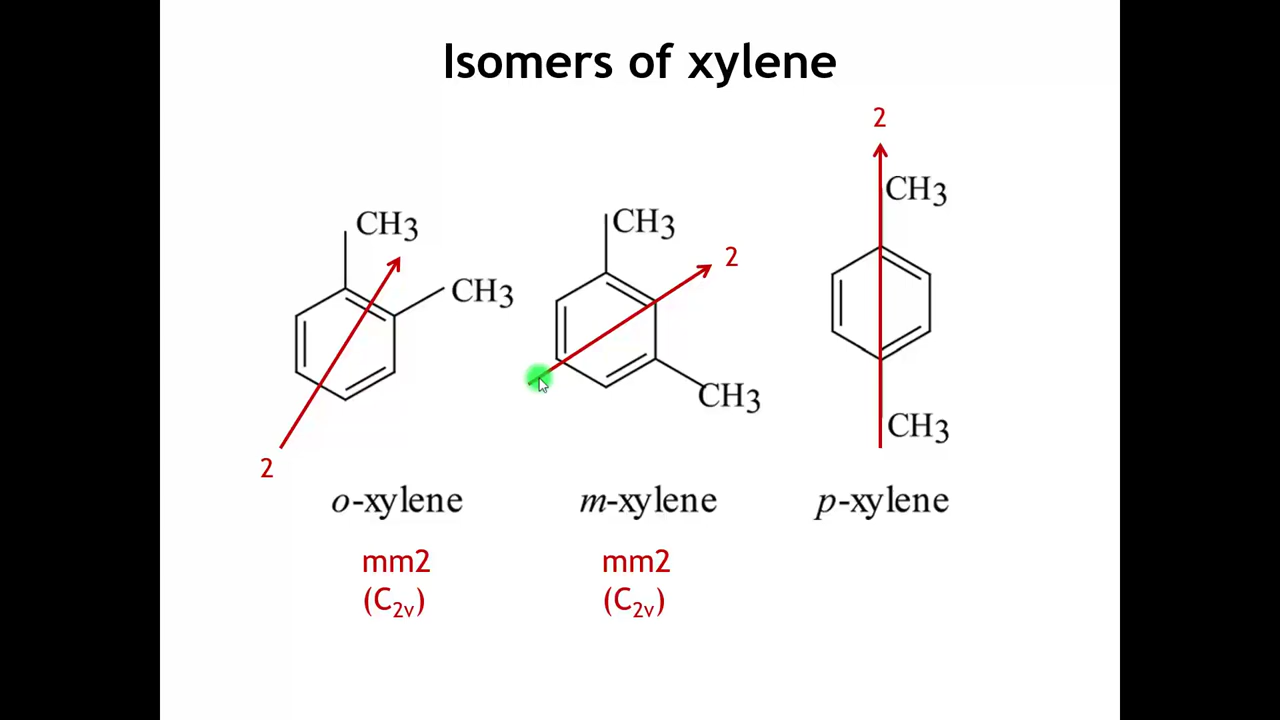 Isomers of xylene
2
CH3
CH3
CH3
2
CH3
CH3
CH3
2
o-xylene
m-xylene
p-xylene
mm2
(C2v)
mm2
(C2v)